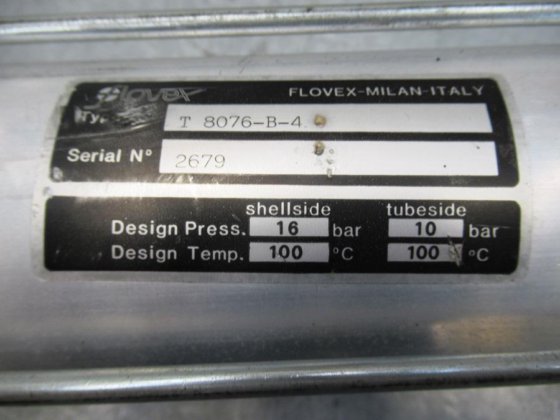 flovex
FLOVEX-MILAN-ITALY
Type T 8076-B-4
Serial N° 2679
shellside tubeside
Design Press. 16 bar 10 bar
Design Temp. 100 °C 100 °C